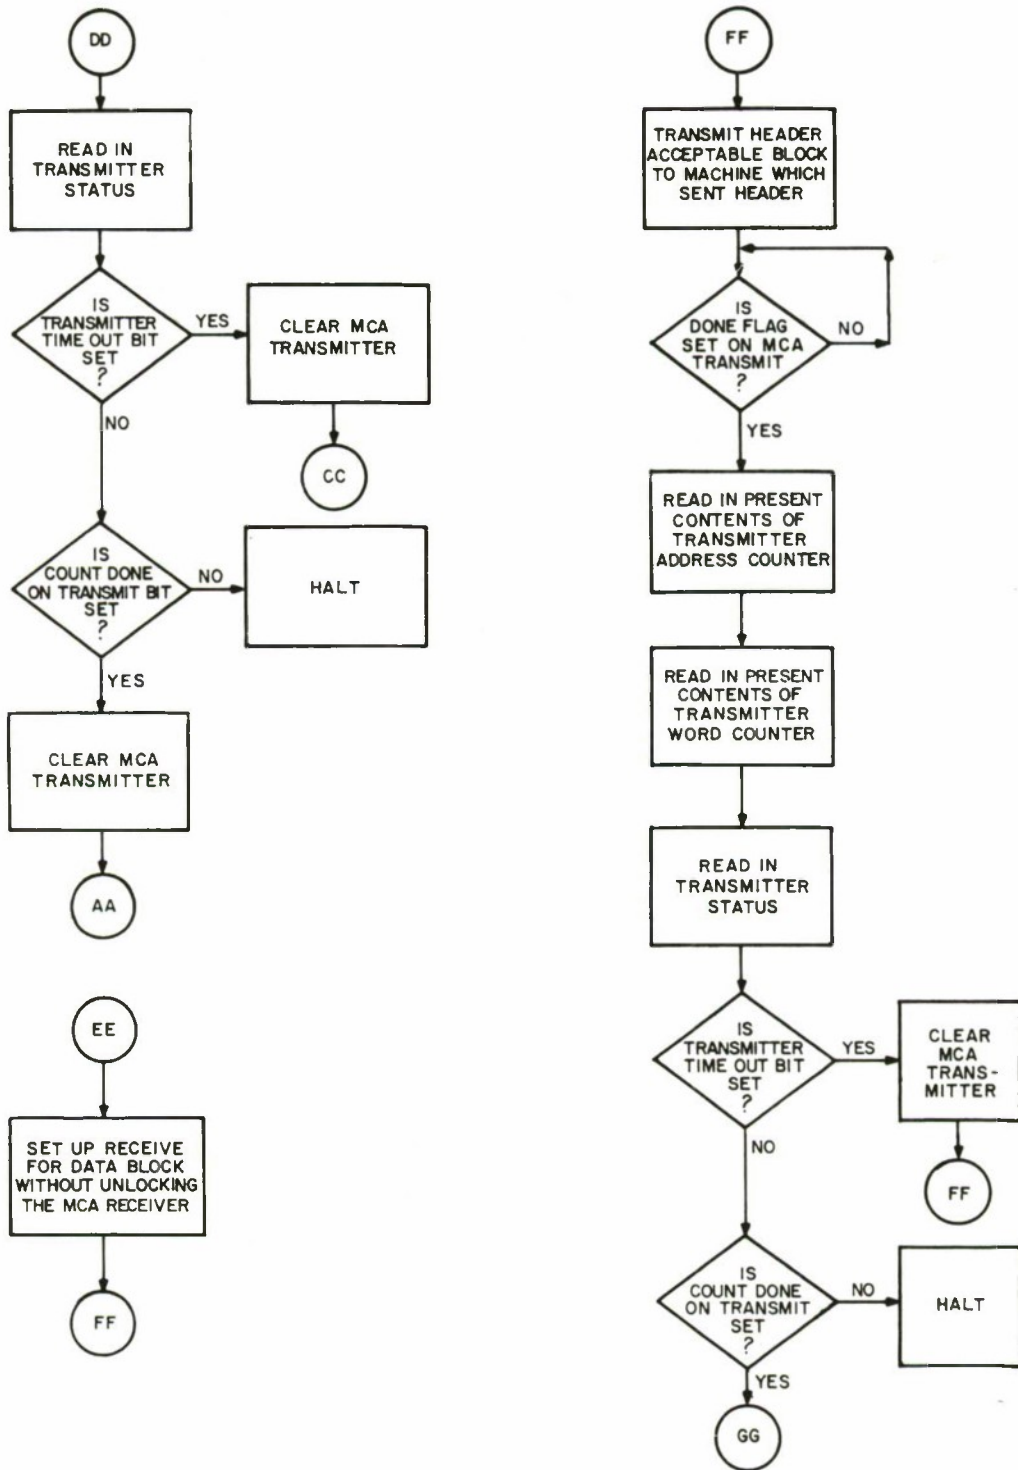 DD
READ IN
TRANSMITTER
STATUS
IS
TRANSMITTER
TIME OUT BIT
SET
?
YES
CLEAR MCA
TRANSMITTER
CC
NO
IS
COUNT DONE
ON TRANSMIT BIT
SET
?
NO
HALT
YES
CLEAR MCA
TRANSMITTER
AA
EE
SET UP RECEIVE
FOR DATA BLOCK
WITHOUT UNLOCKING
THE MCA RECEIVER
FF
FF
TRANSMIT HEADER
ACCEPTABLE BLOCK
TO MACHINE WHICH
SENT HEADER
IS
DONE FLAG
SET ON MCA
TRANSMIT
?
NO
YES
READ IN PRESENT
CONTENTS OF
TRANSMITTER
ADDRESS COUNTER
READ IN PRESENT
CONTENTS OF
TRANSMITTER
WORD COUNTER
READ IN
TRANSMITTER
STATUS
IS
TRANSMITTER
TIME OUT BIT
SET
?
YES
CLEAR
MCA
TRANS-
MITTER
FF
NO
IS
COUNT DONE
ON TRANSMIT
SET
?
NO
HALT
YES
GG